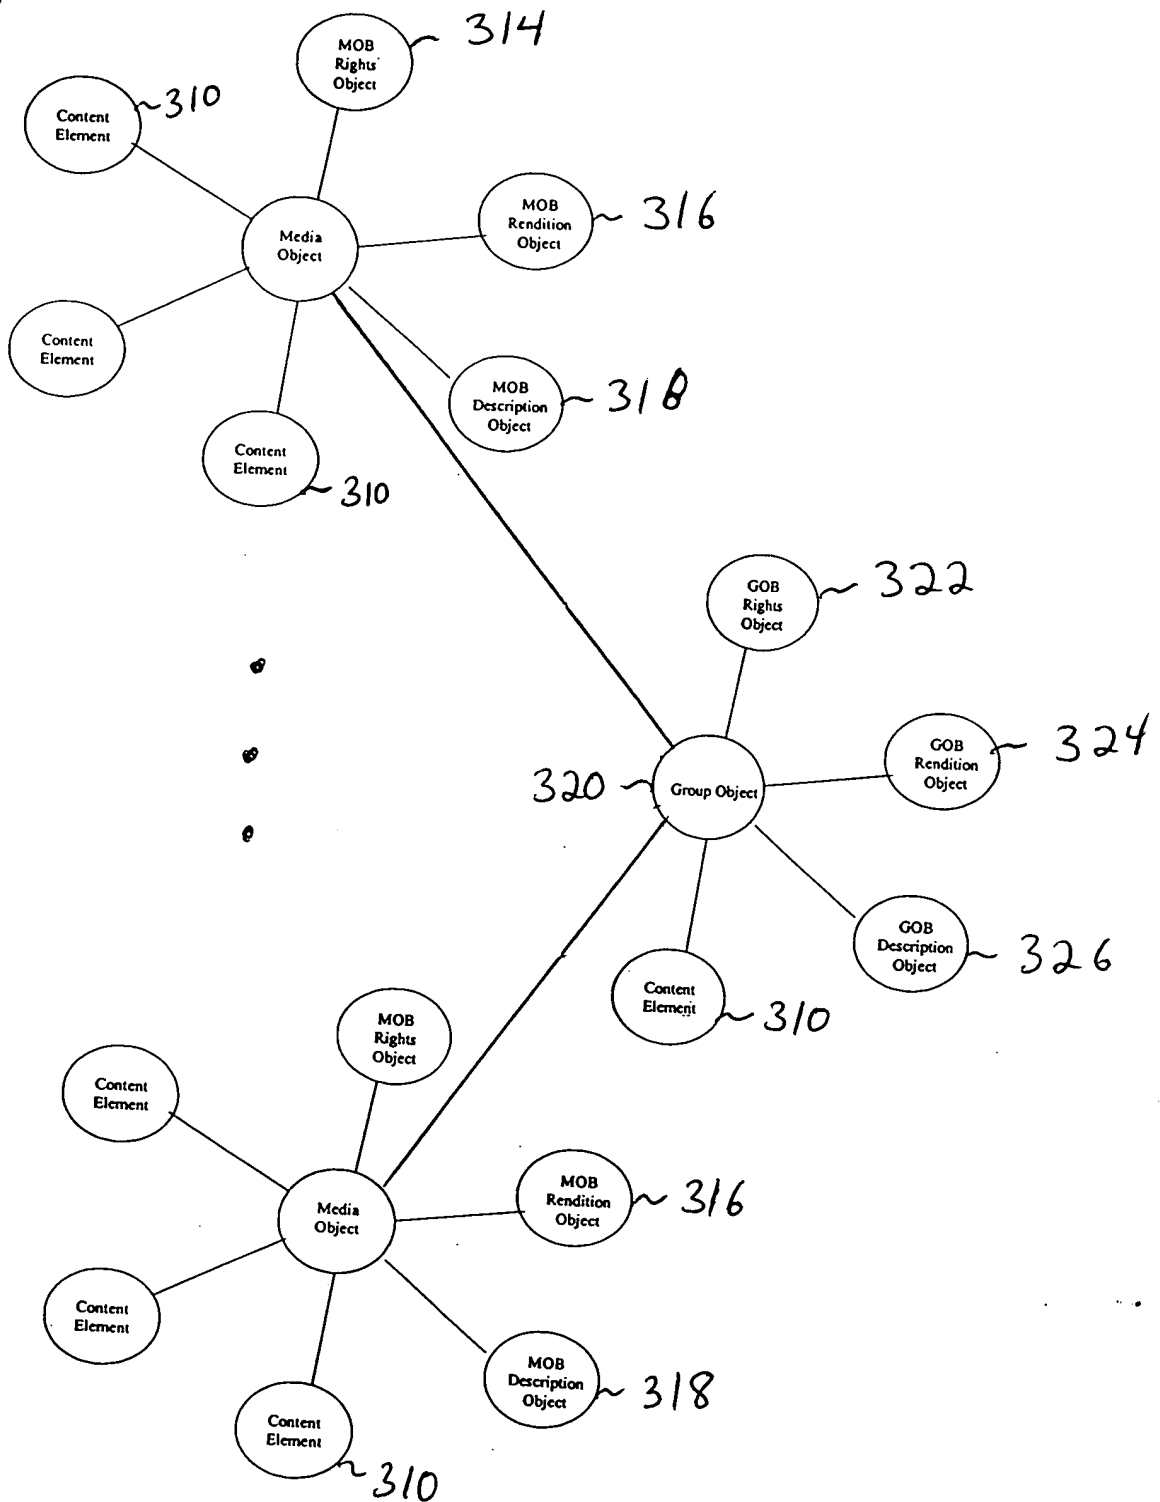 MOB
Rights
Object
314
Content
Element
310
MOB
Rendition
Object
316
Media
Object
Content
Element
MOB
Description
Object
318
Content
Element
310
GOB
Rights
Object
322
GOB
Rendition
Object
324
320
Group Object
GOB
Description
Object
326
Content
Element
310
MOB
Rights
Object
Content
Element
MOB
Rendition
Object
316
Media
Object
Content
Element
MOB
Description
Object
318
Content
Element
310